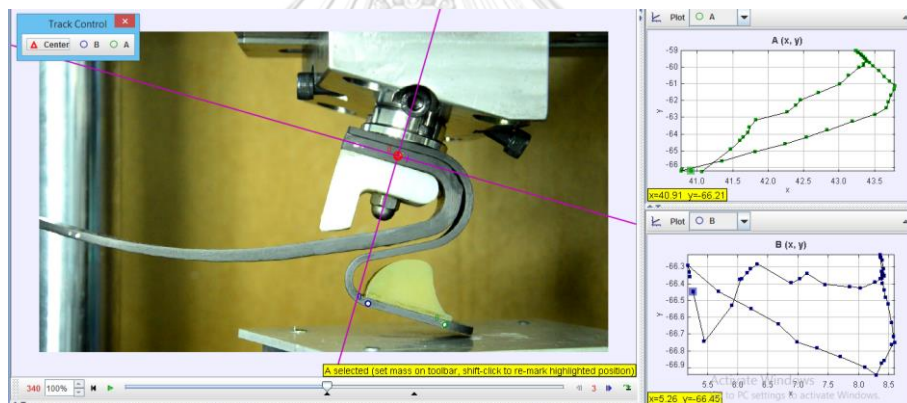 Track Control
Center B A
A selected (set mass on toolbar, shift-click to re-mark highlighted position)
340 100% 3
Plot A
A (x, y)
-59
-60
-61
-62
-63
-64
-65
-66
y
41.0 41.5 42.0 42.5 43.0 43.5
x
x=40.91 y=-66.21
Plot B
B (x, y)
-66.3
-66.4
-66.5
-66.6
-66.7
-66.8
-66.9
y
5.5 6.0 6.5 7.0 7.5 8.0 8.5
x=5.26 y=-66.45
Activate Windows
to PC settings to activate Windows.